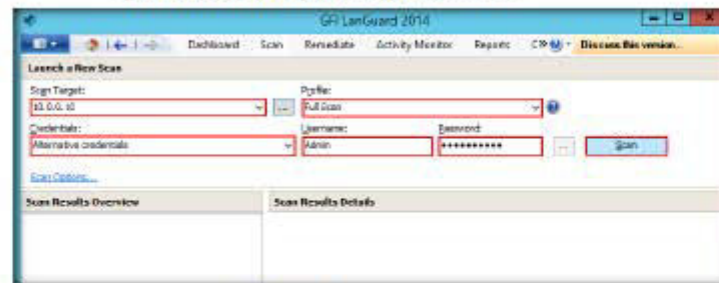 GFI LanGuard 2014
Dashboard Scan Remediate Activity Monitor Reports Discuss this version...
Launch a New Scan
Scan Target: Profile:
10.0.0.10 ... Full Scan
Credentials: Username: Password:
Alternative credentials Admin •••••••••• ... Scan
Scan Options...
Scan Results Overview Scan Results Details